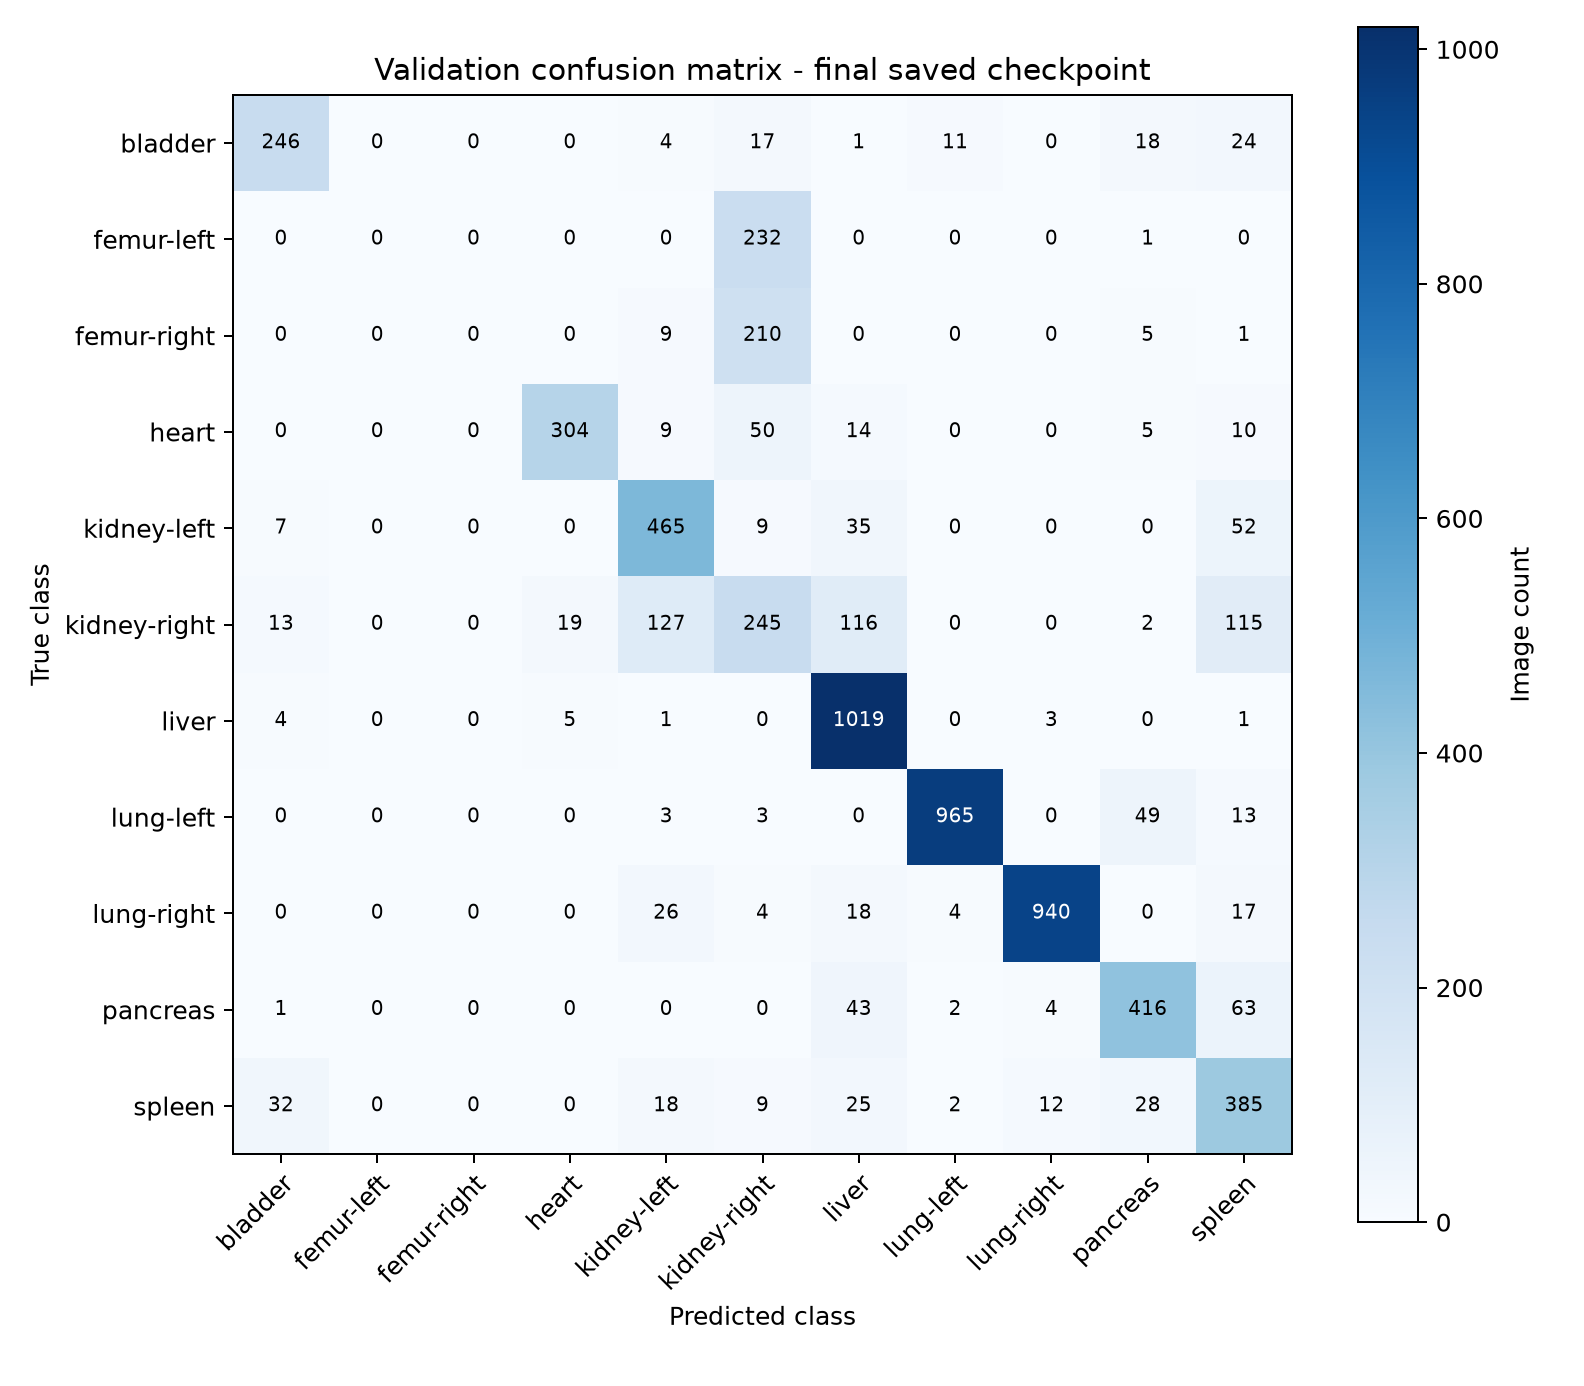 Validation confusion matrix - final saved checkpoint
True class
bladder 246 0 0 0 4 17 1 11 0 18 24
femur-left 0 0 0 0 0 232 0 0 0 1 0
femur-right 0 0 0 0 9 210 0 0 0 5 1
heart 0 0 0 304 9 50 14 0 0 5 10
kidney-left 7 0 0 0 465 9 35 0 0 0 52
kidney-right 13 0 0 19 127 245 116 0 0 2 115
liver 4 0 0 5 1 0 1019 0 3 0 1
lung-left 0 0 0 0 3 3 0 965 0 49 13
lung-right 0 0 0 0 26 4 18 4 940 0 17
pancreas 1 0 0 0 0 0 43 2 4 416 63
spleen 32 0 0 0 18 9 25 2 12 28 385
bladder femur-left femur-right heart kidney-left kidney-right liver lung-left lung-right pancreas spleen
Predicted class
1000
800
600
400
200
0
Image count